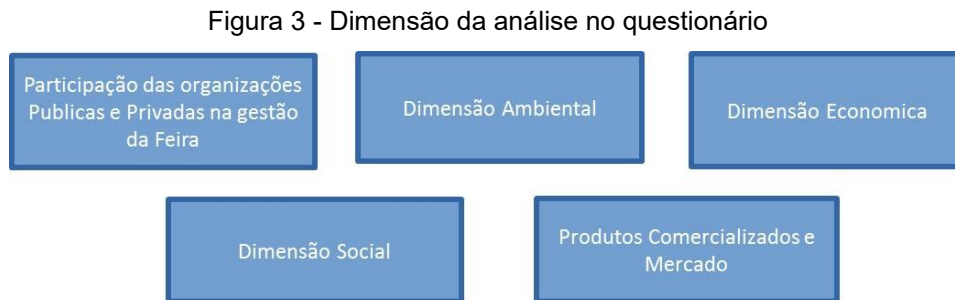 Figura 3 - Dimensão da análise no questionário
Participação das organizações
Publicas e Privadas na gestão
da Feira
Dimensão Ambiental
Dimensão Economica
Dimensão Social
Produtos Comercializados e
Mercado